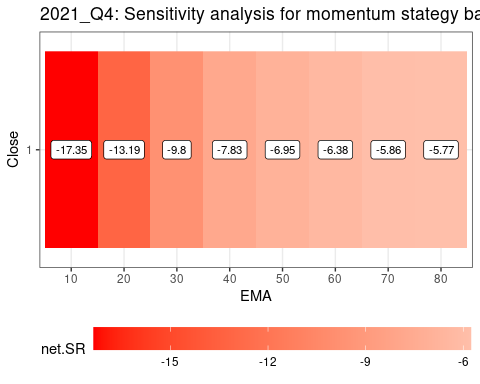 2021_Q4: Sensitivity analysis for momentum stategy ba
Close
1
-17.35 -13.19 -9.8 -7.83 -6.95 -6.38 -5.86 -5.77
10 20 30 40 50 60 70 80
EMA
net.SR
-15 -12 -9 -6